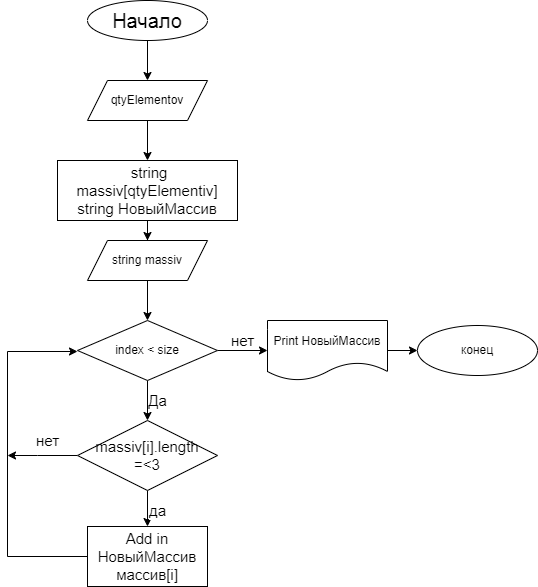 Начало
qtyElementov
string
massiv[qtyElementiv]
string НовыйМассив
string massiv
index < size
нет
Print НовыйМассив
конец
Да
massiv[i].length
=<3
нет
да
Add in
НовыйМассив
массив[i]